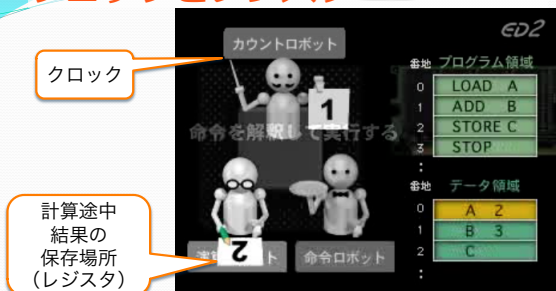 ED2
カウントロボット
クロック
1
命令を解釈して実行する
番地 プログラム領域
0 LOAD A
1 ADD B
2 STORE C
3 STOP
:
番地 データ領域
0 A 2
1 B 3
2 C
:
計算途中
結果の
保存場所
（レジスタ）
2
命令ロボット